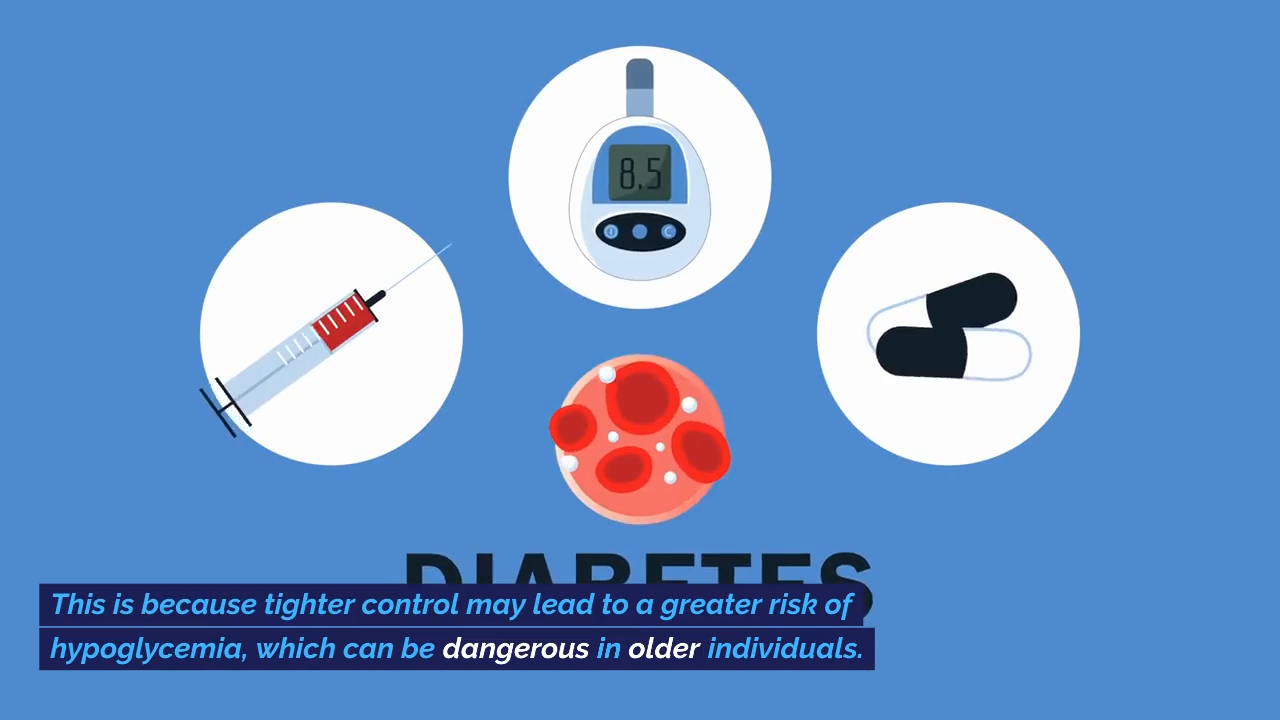 8.5
DIABETES
This is because tighter control may lead to a greater risk of
hypoglycemia, which can be dangerous in older individuals.